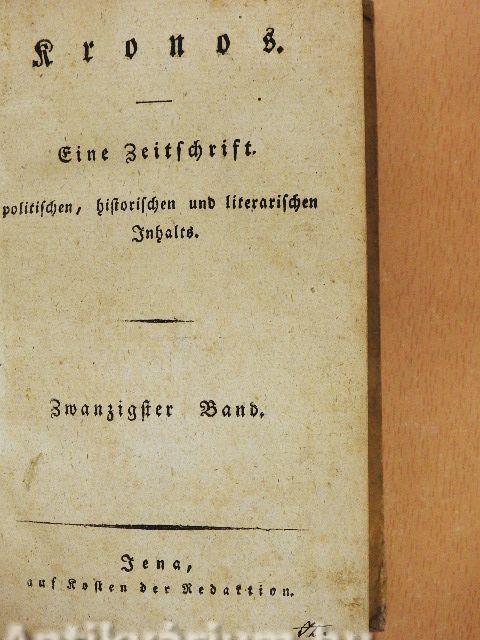 Kronos.
Eine Zeitschrift.
politischen, historischen und literarischen
Inhalts.
Zwanzigster Band.
Jena,
auf Kosten der Redaktion.